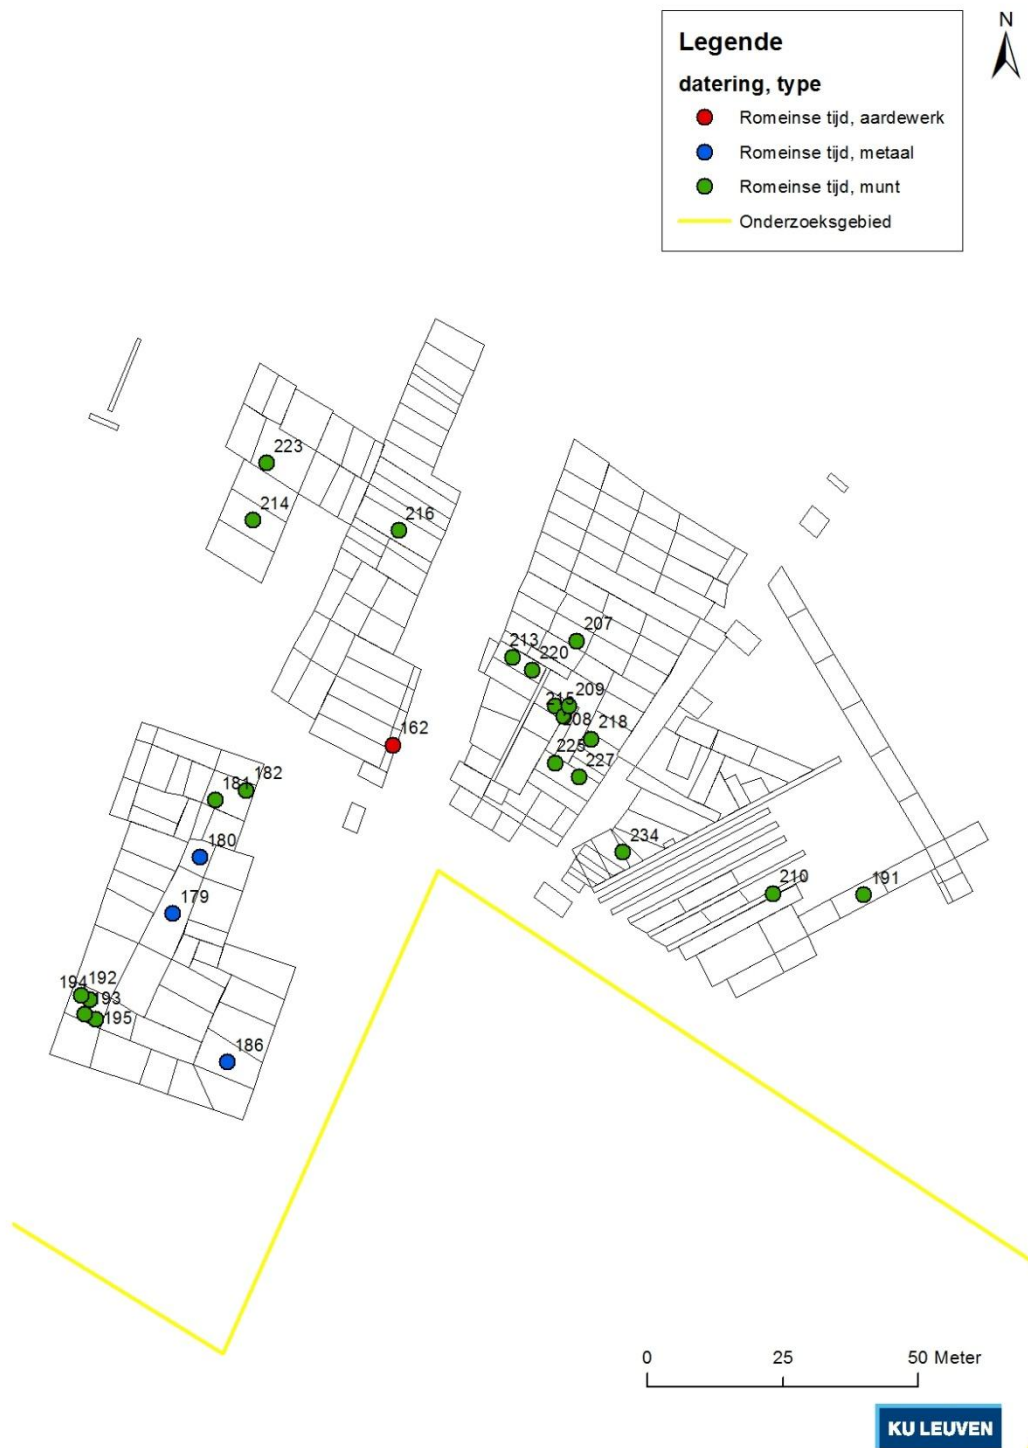 N
Legende
datering, type
Romeinse tijd, aardewerk
Romeinse tijd, metaal
Romeinse tijd, munt
Onderzoeksgebied
223
214
216
207
213
220
209
215
208
218
225
227
162
182
181
180
179
234
210
191
194
192
193
195
186
0 25 50 Meter
KU LEUVEN